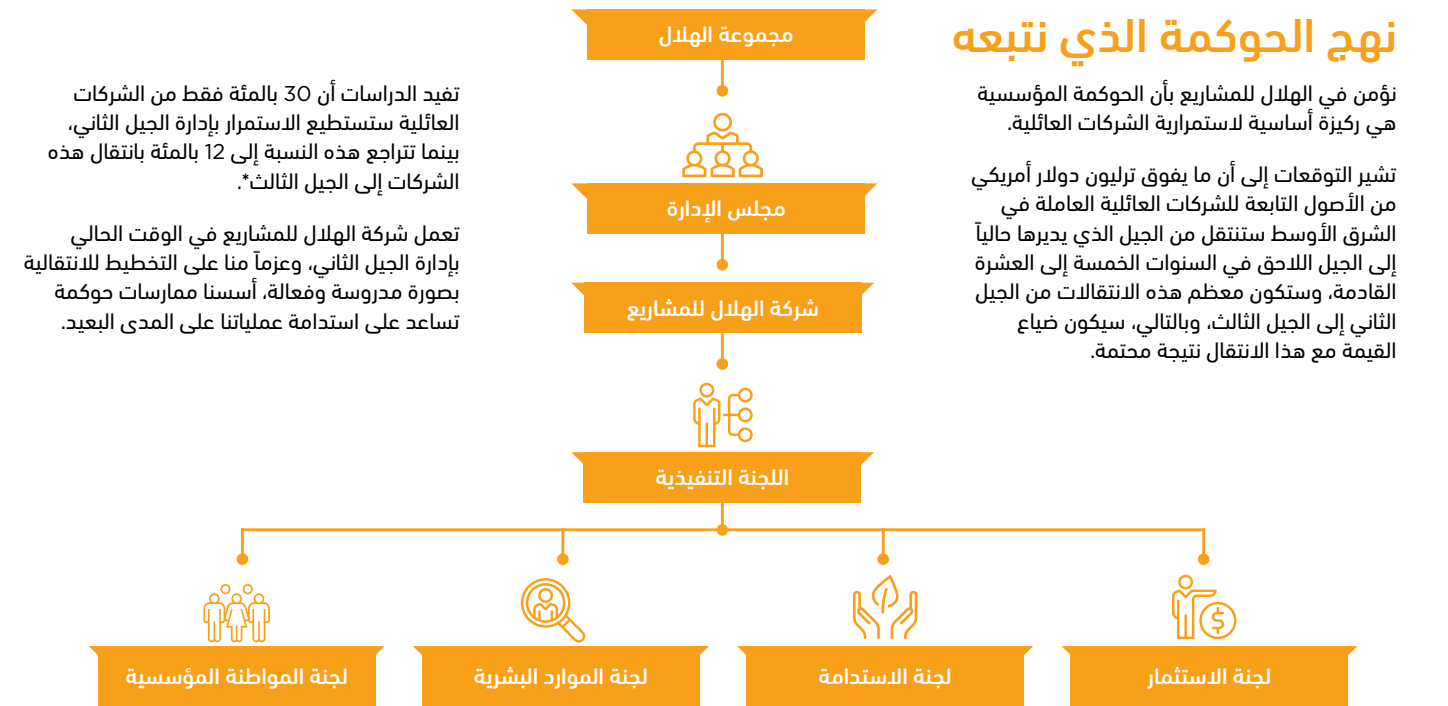 نهج الحوكمة الذي نتبعه
نؤمن في الهلال للمشاريع بأن الحوكمة المؤسسية
هي ركيزة أساسية لاستمرارية الشركات العائلية.
تشير التوقعات إلى أن ما يفوق ترليون دولار أمريكي
من الأصول التابعة للشركات العائلية العاملة في
الشرق الأوسط ستنتقل من الجيل الذي يديرها حالياً
إلى الجيل اللاحق في السنوات الخمسة إلى العشرة
القادمة، وستكون معظم هذه الانتقالات من الجيل
الثاني إلى الجيل الثالث، وبالتالي، سيكون ضياع
القيمة مع هذا الانتقال نتيجة محتمة.
تفيد الدراسات أن 30 بالمئة فقط من الشركات
العائلية ستستطيع الاستمرار بإدارة الجيل الثاني،
بينما تتراجع هذه النسبة إلى 12 بالمئة بانتقال هذه
الشركات إلى الجيل الثالث*.
تعمل شركة الهلال للمشاريع في الوقت الحالي
بإدارة الجيل الثاني، وعزماً منا على التخطيط للانتقالية
بصورة مدروسة وفعالة، أسسنا ممارسات حوكمة
تساعد على استدامة عملياتنا على المدى البعيد.
مجموعة الهلال
مجلس الإدارة
شركة الهلال للمشاريع
اللجنة التنفيذية
لجنة الاستثمار
لجنة الاستدامة
لجنة الموارد البشرية
لجنة المواطنة المؤسسية